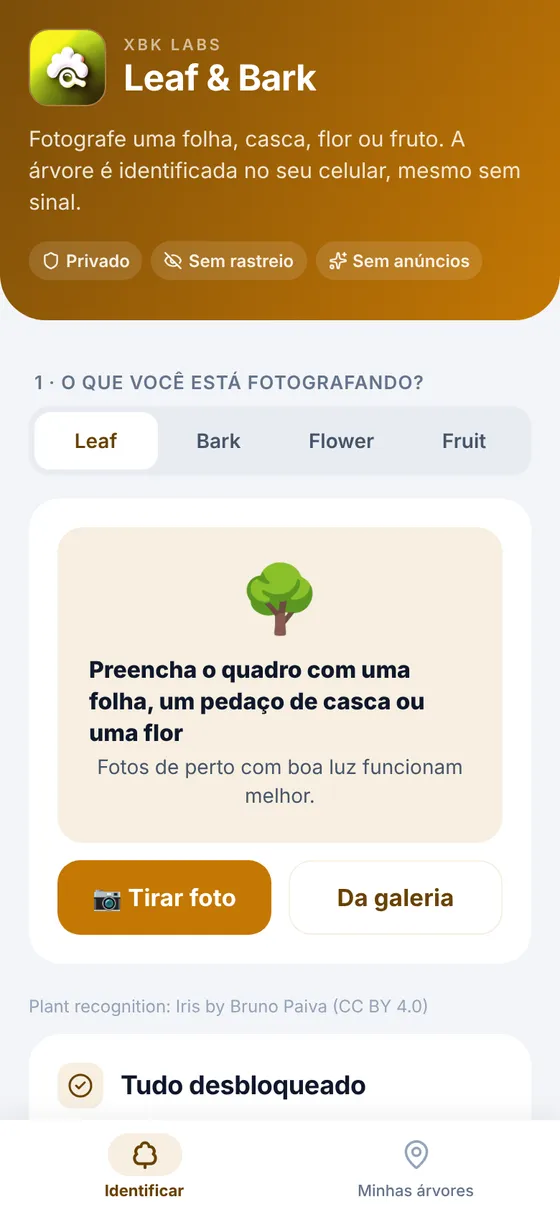 XBK LABS
Leaf & Bark
Fotografe uma folha, casca, flor ou fruto. A
árvore é identificada no seu celular, mesmo sem
sinal.
Privado
Sem rastreio
Sem anúncios
1 · O QUE VOCÊ ESTÁ FOTOGRAFANDO?
Leaf
Bark
Flower
Fruit
Preencha o quadro com uma
folha, um pedaço de casca ou
uma flor
Fotos de perto com boa luz funcionam
melhor.
Tirar foto
Da galeria
Plant recognition: Iris by Bruno Paiva (CC BY 4.0)
Tudo desbloqueado
Identificar
Minhas árvores